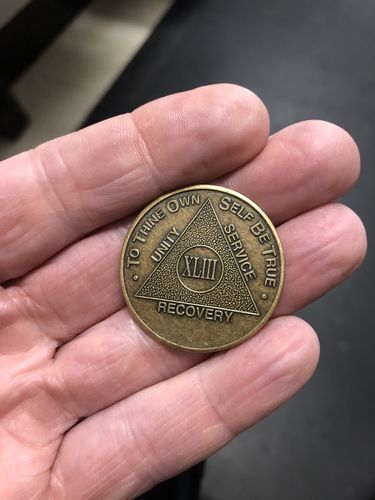 To Thine Own Self Be True
UNITY
SERVICE
XLIII
RECOVERY